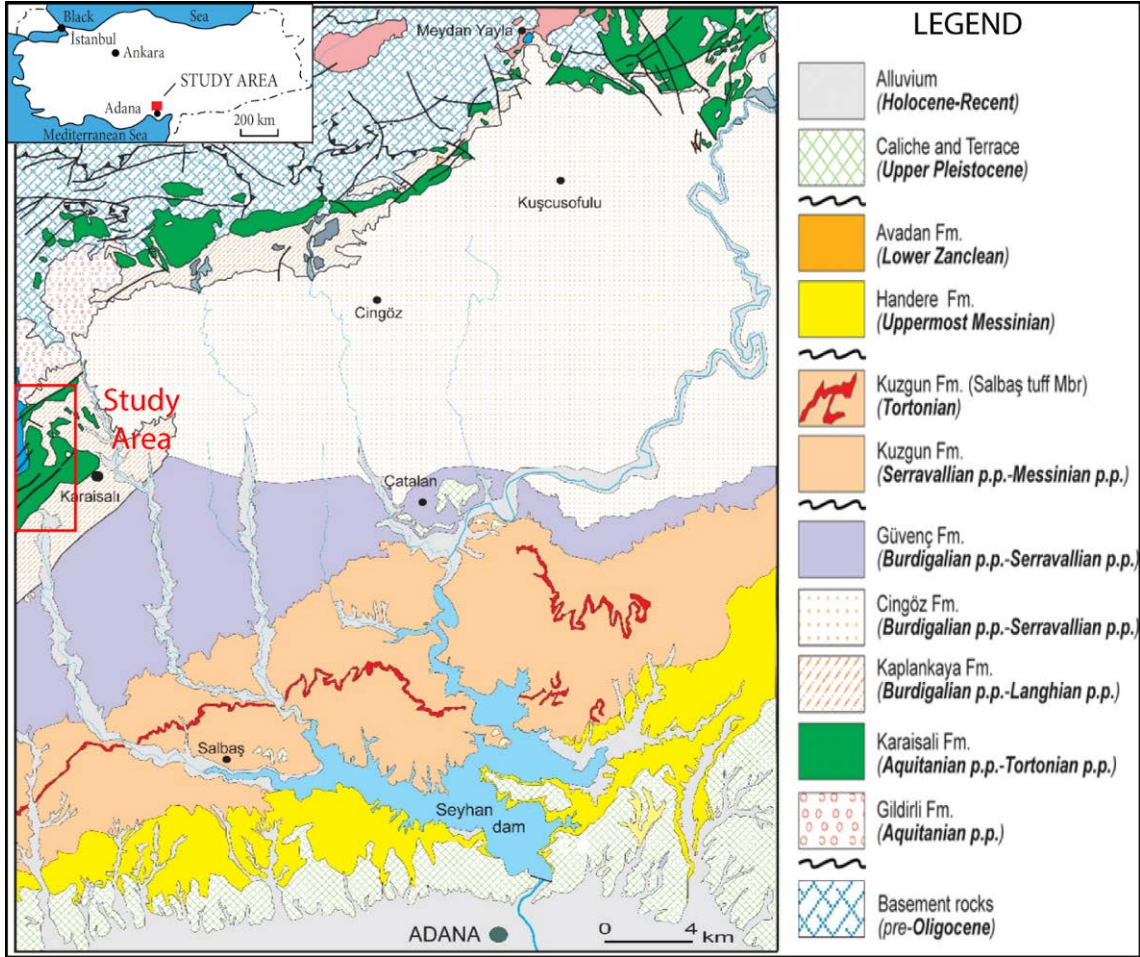 Black
Sea
İstanbul
Ankara
STUDY AREA
Adana
200 km
Mediterranean Sea
Meydan Yayla
Kuşcusofulu
Cingöz
Study
Area
Karaisalı
Çatalan
Salbaş
Seyhan
dam
ADANA
0 4
km
LEGEND
Alluvium
(Holocene-Recent)
Caliche and Terrace
(Upper Pleistocene)
Avadan Fm.
(Lower Zanclean)
Handere Fm.
(Uppermost Messinian)
Kuzgun Fm. (Salbaş tuff Mbr)
(Tortonian)
Kuzgun Fm.
(Serravallian p.p.-Messinian p.p.)
Güvenç Fm.
(Burdigalian p.p.-Serravallian p.p.)
Cingöz Fm.
(Burdigalian p.p.-Serravallian p.p.)
Kaplankaya Fm.
(Burdigalian p.p.-Langhian p.p.)
Karaisali Fm.
(Aquitanian p.p.-Tortonian p.p.)
Gildirli Fm.
(Aquitanian p.p.)
Basement rocks
(pre-Oligocene)